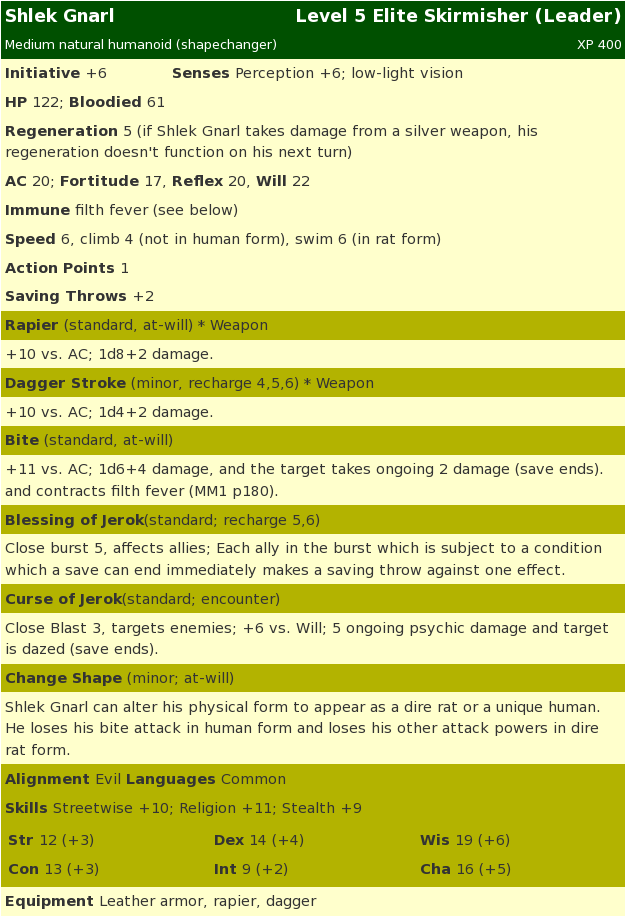 Shlek Gnarl Level 5 Elite Skirmisher (Leader)
Medium natural humanoid (shapechanger) XP 400
Initiative +6 Senses Perception +6; low-light vision
HP 122; Bloodied 61
Regeneration 5 (if Shlek Gnarl takes damage from a silver weapon, his
regeneration doesn't function on his next turn)
AC 20; Fortitude 17, Reflex 20, Will 22
Immune filth fever (see below)
Speed 6, climb 4 (not in human form), swim 6 (in rat form)
Action Points 1
Saving Throws +2
Rapier (standard, at-will) * Weapon
+10 vs. AC; 1d8+2 damage.
Dagger Stroke (minor, recharge 4,5,6) * Weapon
+10 vs. AC; 1d4+2 damage.
Bite (standard, at-will)
+11 vs. AC; 1d6+4 damage, and the target takes ongoing 2 damage (save ends).
and contracts filth fever (MM1 p180).
Blessing of Jerok(standard; recharge 5,6)
Close burst 5, affects allies; Each ally in the burst which is subject to a condition
which a save can end immediately makes a saving throw against one effect.
Curse of Jerok(standard; encounter)
Close Blast 3, targets enemies; +6 vs. Will; 5 ongoing psychic damage and target
is dazed (save ends).
Change Shape (minor; at-will)
Shlek Gnarl can alter his physical form to appear as a dire rat or a unique human.
He loses his bite attack in human form and loses his other attack powers in dire
rat form.
Alignment Evil Languages Common
Skills Streetwise +10; Religion +11; Stealth +9
Str 12 (+3) Dex 14 (+4) Wis 19 (+6)
Con 13 (+3) Int 9 (+2) Cha 16 (+5)
Equipment Leather armor, rapier, dagger